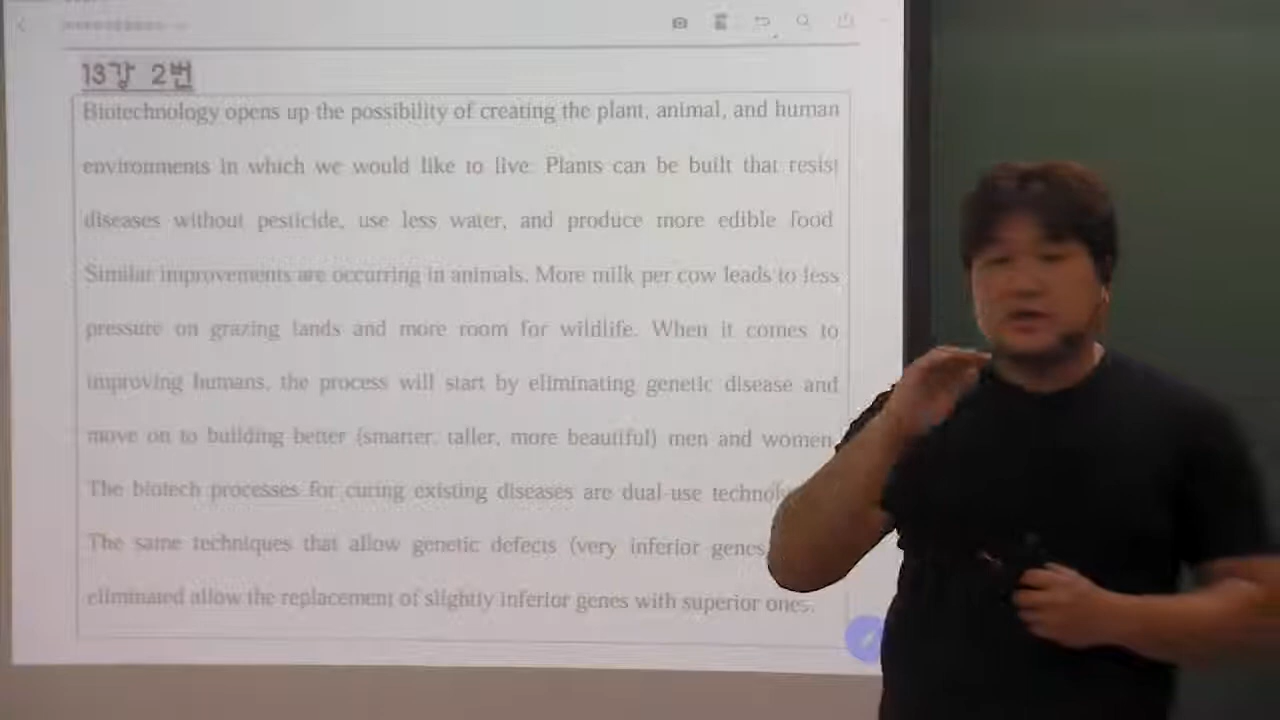 13강 2번
Biotechnology opens up the possibility of creating the plant, animal, and human
environments in which we would like to live. Plants can be built that resist
diseases without pesticide, use less water, and produce more edible food
Similar improvements are occurring in animals. More milk per cow leads to less
pressure on grazing lands and more room for wildlife. When it comes to
improving humans, the process will start by eliminating genetic disease and
move on to building better (smarter, taller, more beautiful) men and women.
The biotech processes for curing existing diseases are dual-use
The same techniques that allow genetic defects (very inferior genes
eliminated allow the replacement of slightly inferior genes with superior ones.